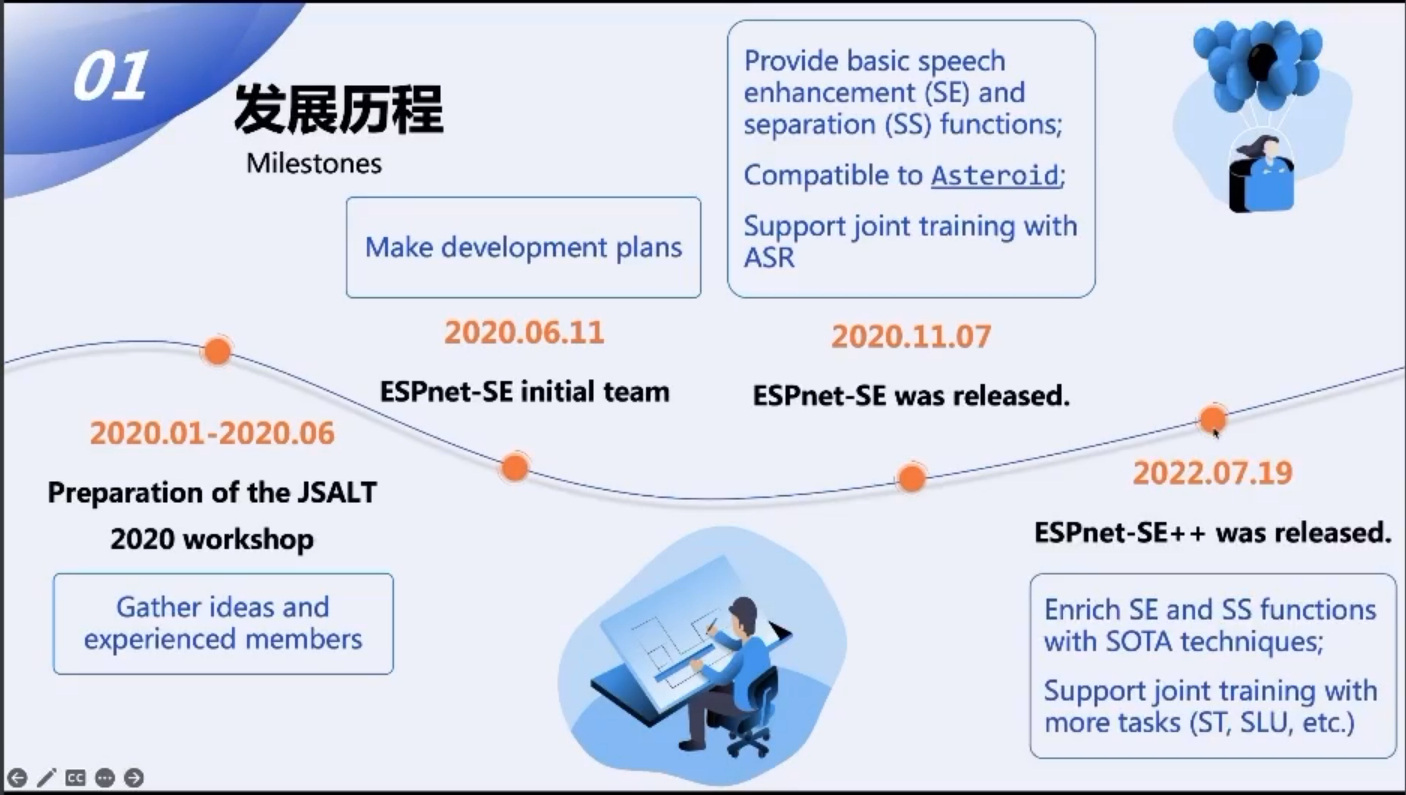 01
发展历程
Milestones
2020.01-2020.06
Preparation of the JSALT
2020 workshop
Gather ideas and
experienced members
Make development plans
2020.06.11
ESPnet-SE initial team
Provide basic speech
enhancement (SE) and
separation (SS) functions;
Compatible to Asteroid;
Support joint training with
ASR
2020.11.07
ESPnet-SE was released.
2022.07.19
ESPnet-SE++ was released.
Enrich SE and SS functions
with SOTA techniques;
Support joint training with
more tasks (ST, SLU, etc.)
CC